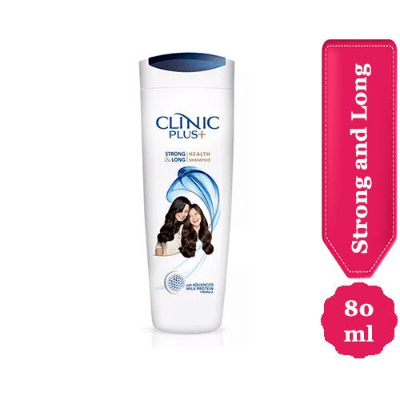 CLINIC
PLUS+
STRONG & LONG | HEALTH SHAMPOO
with ADVANCED
MILK PROTEIN
FORMULA
Strong and Long
80
ml